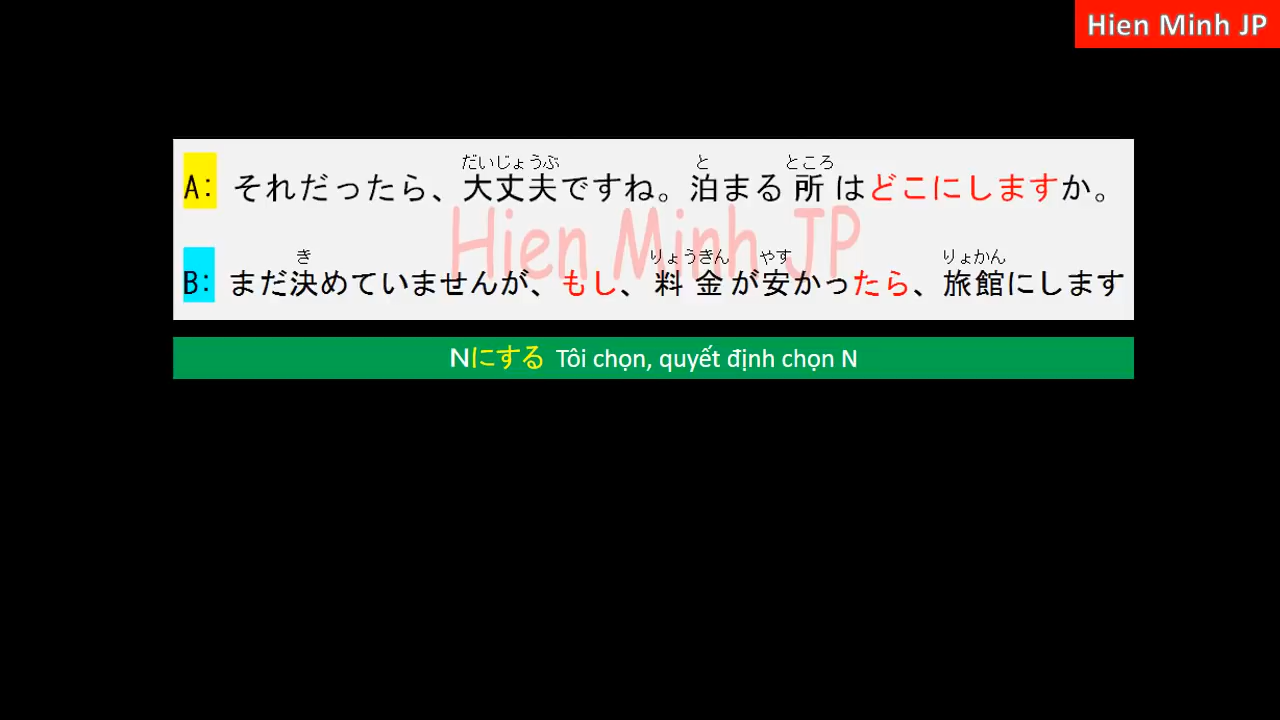 Hien Minh JP
だいじょうぶ と ところ
A: それだったら、大丈夫ですね。泊まる所はどこにしますか。
Hien Minh JP
き りょうきん やす りょかん
B: まだ決めていませんが、もし、料金が安かったら、旅館にします
Nにする Tôi chọn, quyết định chọn N